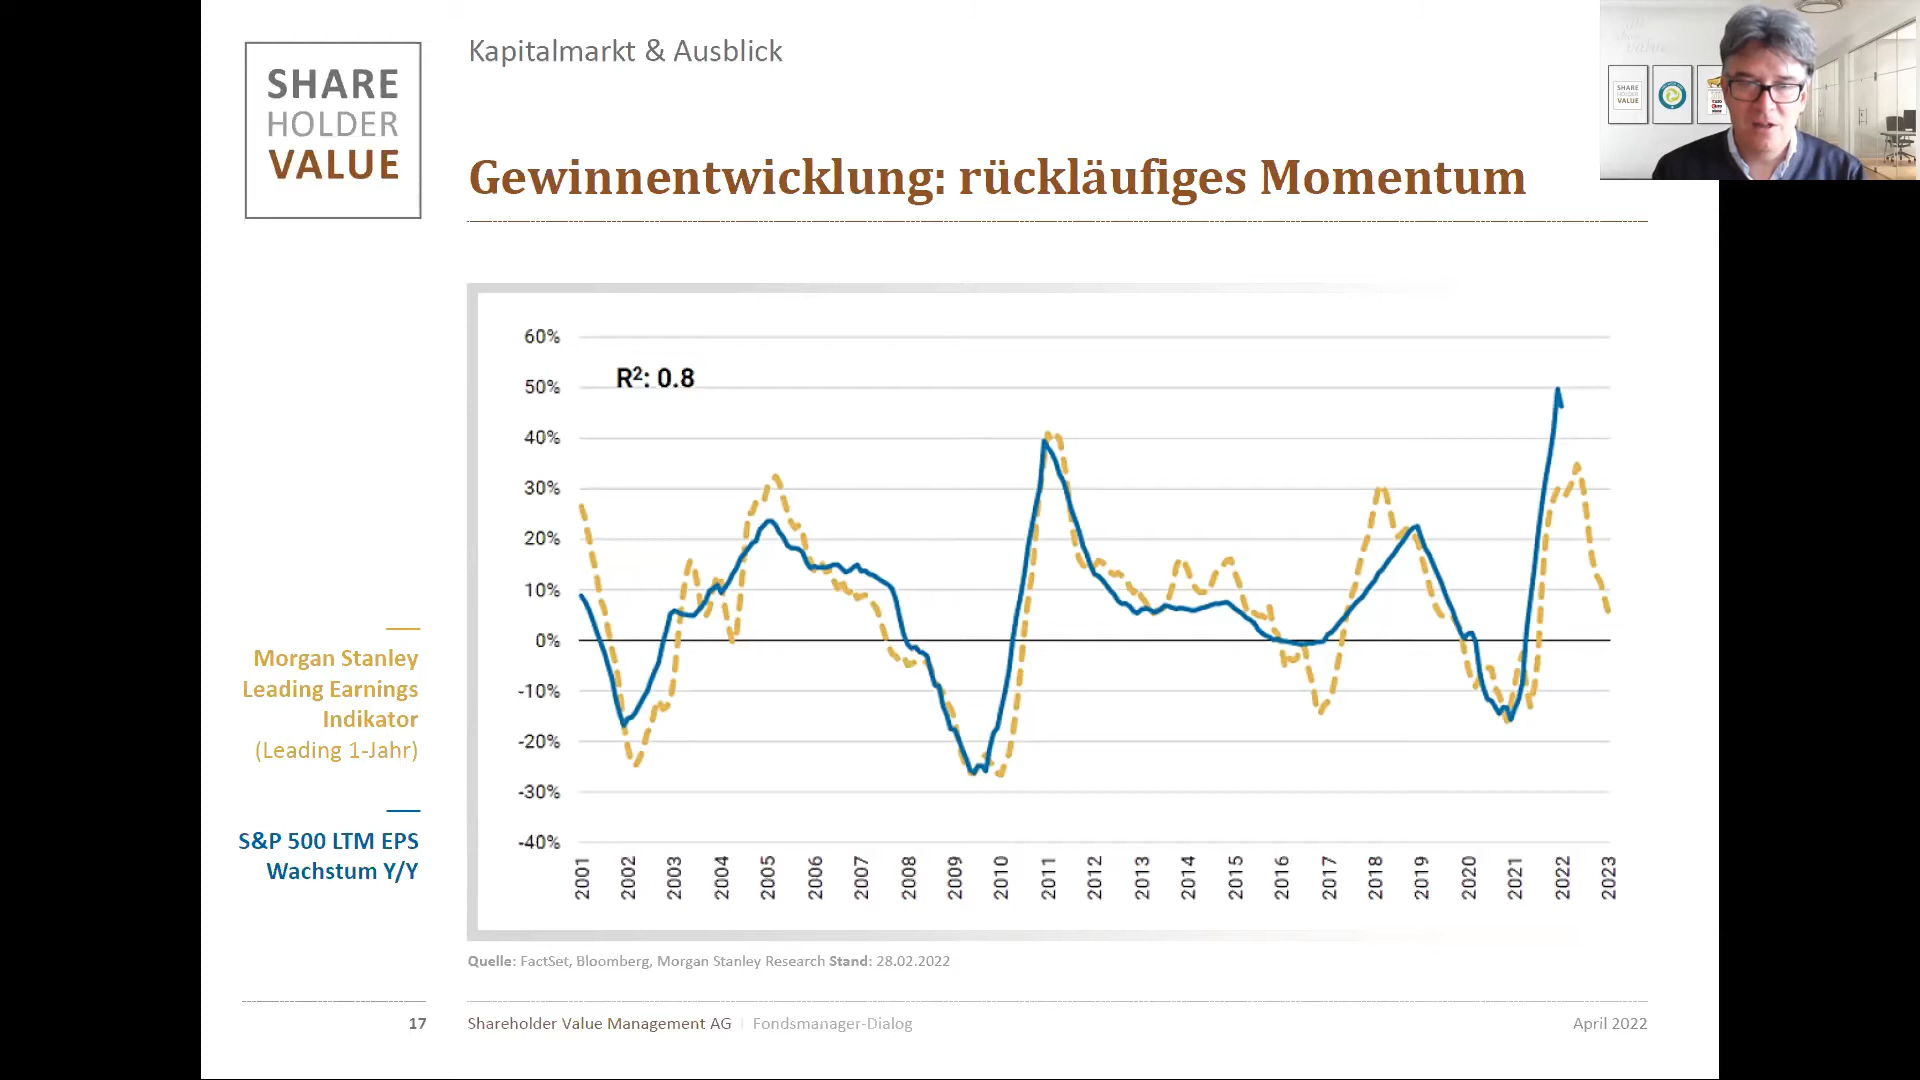 SHARE
HOLDER
VALUE
Kapitalmarkt & Ausblick
Gewinnentwicklung: rückläufiges Momentum
SHARE
HOLDER
VALUE
60%
50%
40%
30%
20%
10%
0%
-10%
-20%
-30%
-40%
R²: 0.8
2001
2002
2003
2004
2005
2006
2007
2008
2009
2010
2011
2012
2013
2014
2015
2016
2017
2018
2019
2020
2021
2022
2023
Morgan Stanley
Leading Earnings
Indikator
(Leading 1-Jahr)
S&P 500 LTM EPS
Wachstum Y/Y
Quelle: FactSet, Bloomberg, Morgan Stanley Research Stand: 28.02.2022
17
Shareholder Value Management AG | Fondsmanager-Dialog
April 2022